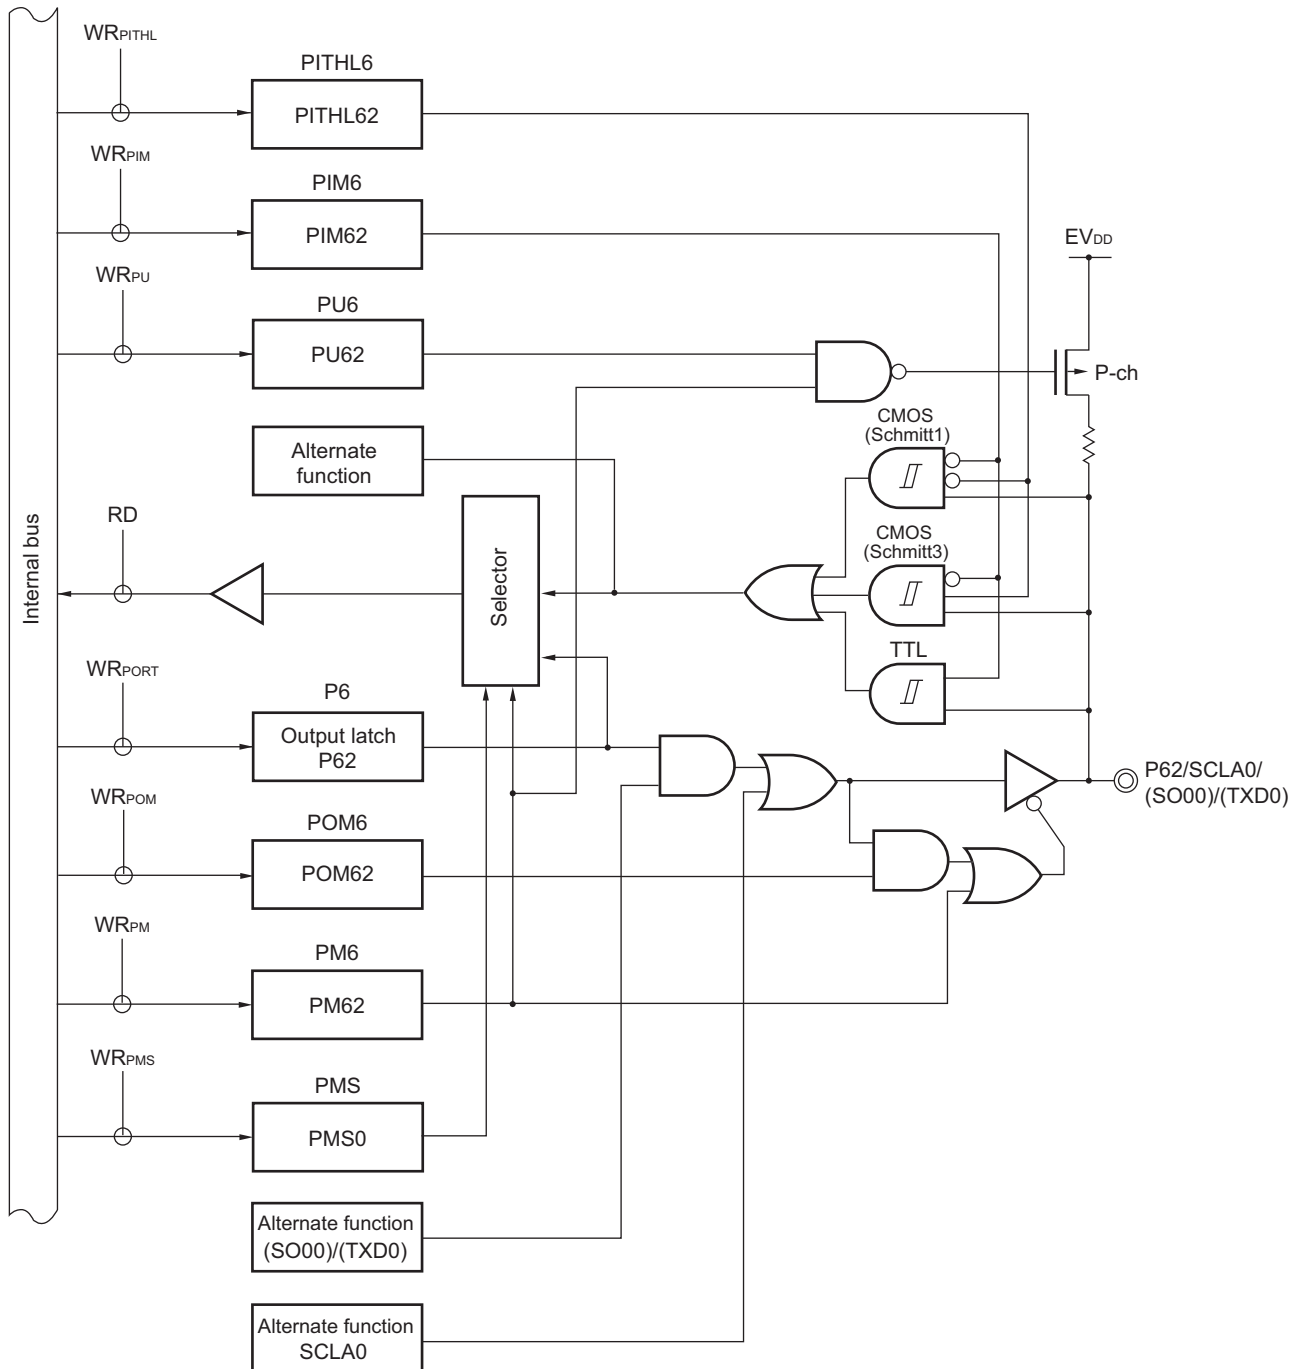 WRPITHL
PITHL6
PITHL62
WRPIM
PIM6
PIM62
EVDD
WRPU
PU6
PU62
P-ch
CMOS
(Schmitt1)
Alternate
function
RD
Selector
CMOS
(Schmitt3)
Internal bus
TTL
WRPORT
P6
Output latch
P62
P62/SCLA0/
(SO00)/(TXD0)
WRPOM
POM6
POM62
WRPM
PM6
PM62
WRPMS
PMS
PMS0
Alternate function
(SO00)/(TXD0)
Alternate function
SCLA0